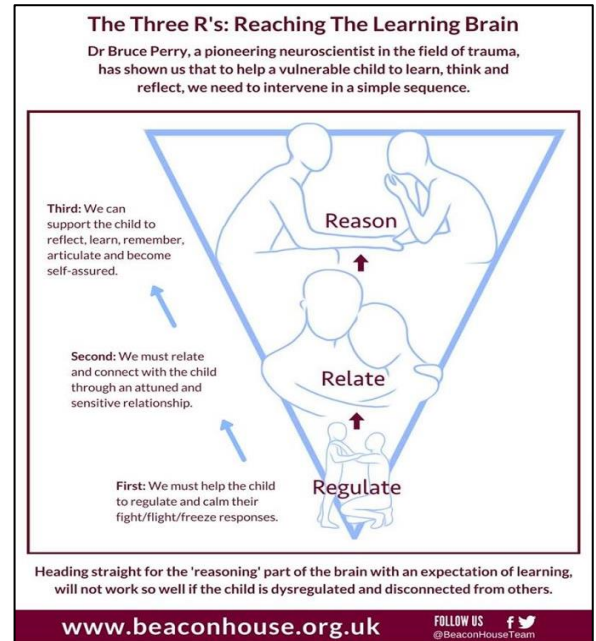 The Three R's: Reaching The Learning Brain
Dr Bruce Perry, a pioneering neuroscientist in the field of trauma,
has shown us that to help a vulnerable child to learn, think and
reflect, we need to intervene in a simple sequence.
Reason
Third: We can
support the child to
reflect, learn, remember,
articulate and become
self-assured.
Relate
Second: We must relate
and connect with the child
through an attuned and
sensitive relationship.
Regulate
First: We must help the child
to regulate and calm their
fight/flight/freeze responses.
Heading straight for the 'reasoning' part of the brain with an expectation of learning,
will not work so well if the child is dysregulated and disconnected from others.
www.beaconhouse.org.uk
FOLLOW US
@BeaconHouseTeam